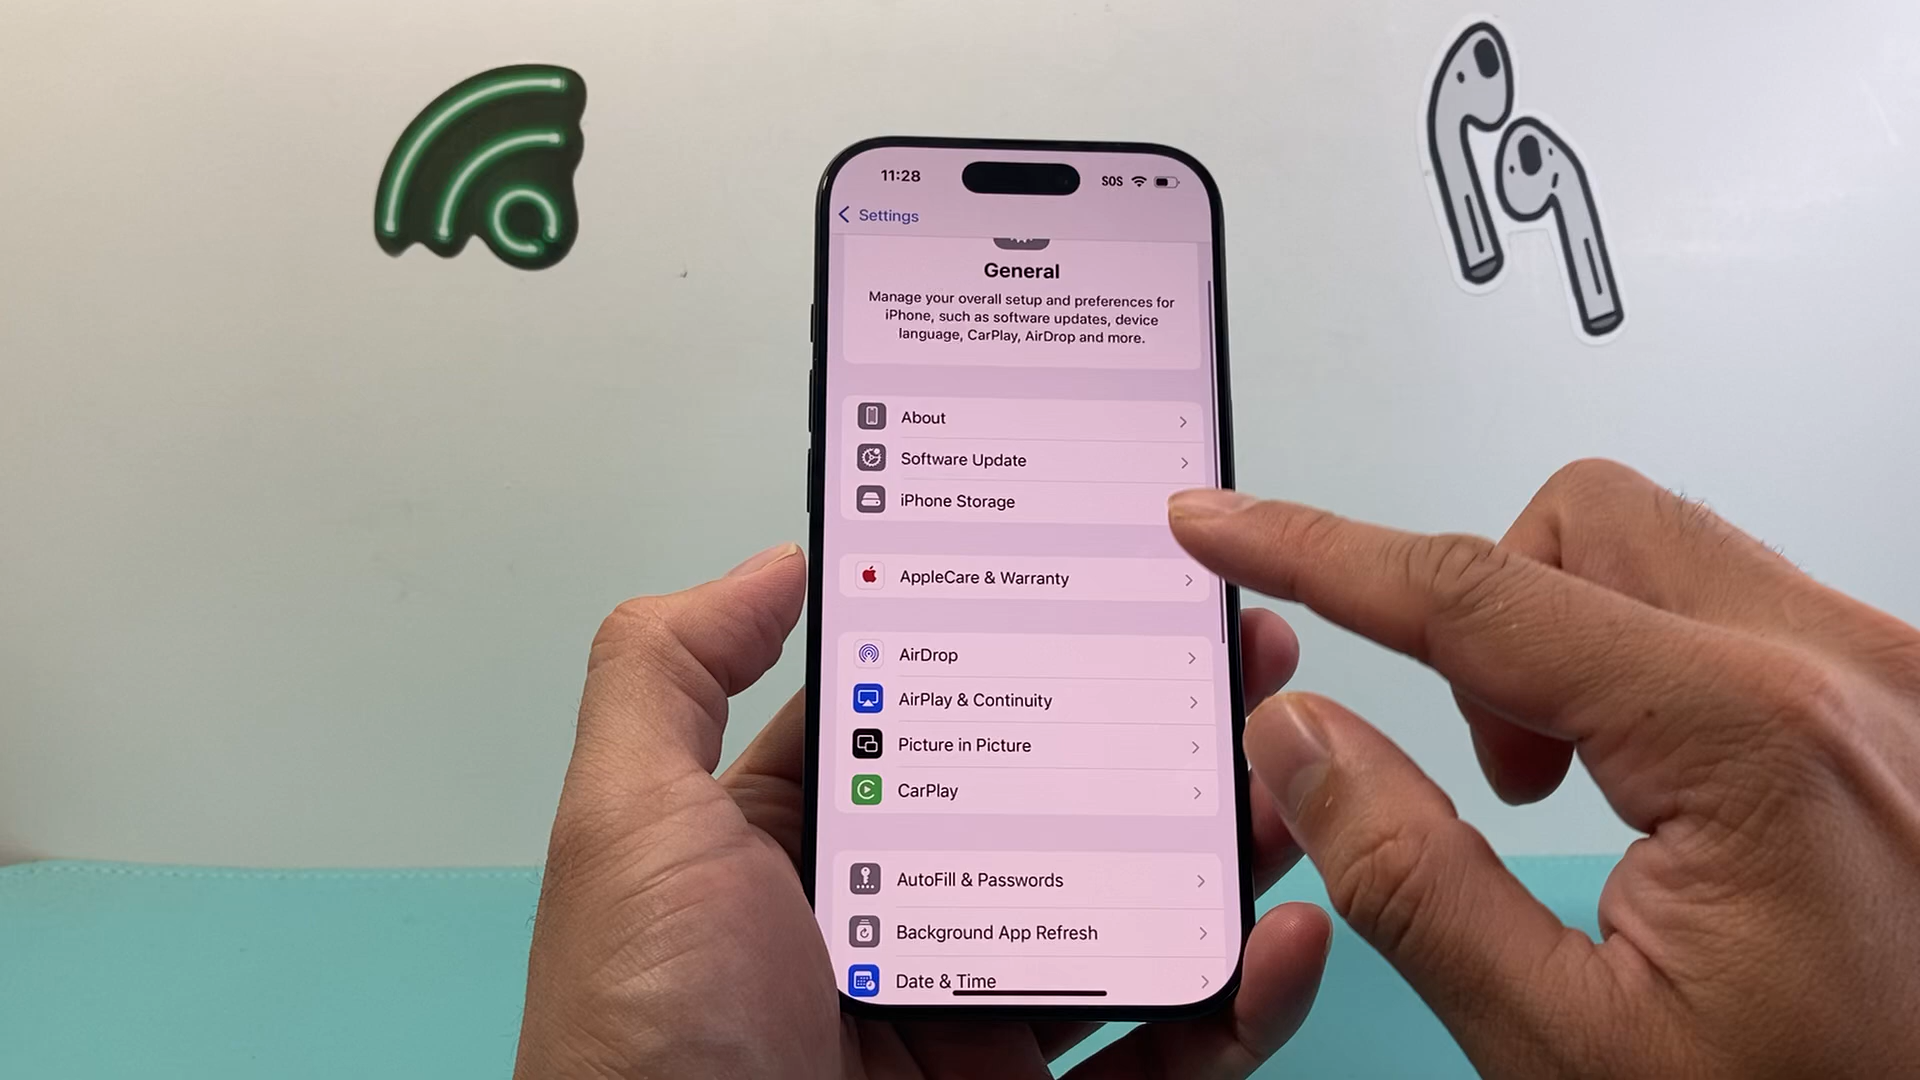 11:28
SOS
Settings
General
Manage your overall setup and preferences for
iPhone, such as software updates, device
language, CarPlay, AirDrop and more.
About
Software Update
iPhone Storage
AppleCare & Warranty
AirDrop
AirPlay & Continuity
Picture in Picture
CarPlay
AutoFill & Passwords
Background App Refresh
Date & Time